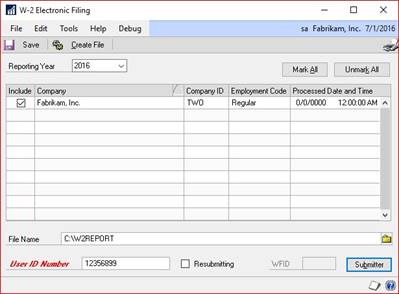 W-2 Electronic Filing
File Edit Tools Help Debug sa Fabrikam, Inc. 7/1/2016
Save Create File
Reporting Year 2016 Mark All Unmark All
Include Company Company ID Employment Code Processed Date and Time
Fabrikam, Inc. TWO Regular 0/0/0000 12:00:00 AM
File Name C:\W2REPORT
User ID Number 12356899 Resubmitting WFID Submitter